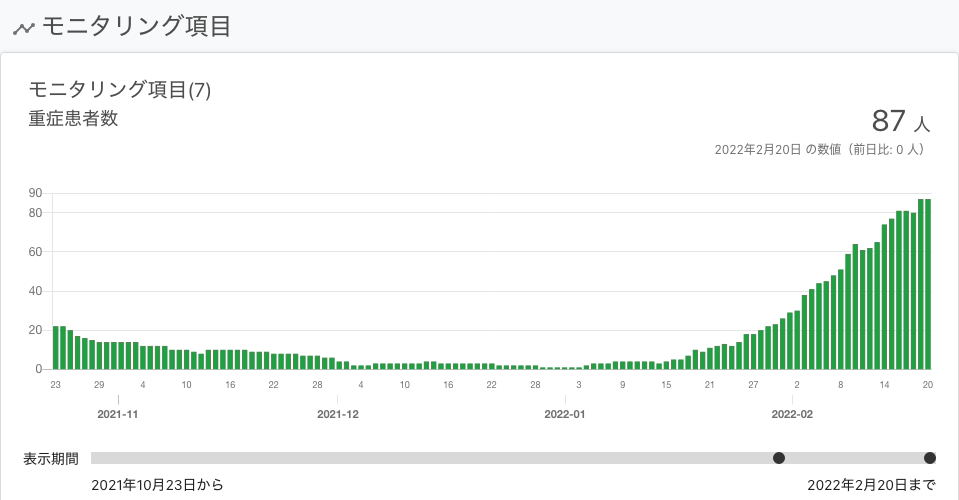 モニタリング項目
モニタリング項目(7)
重症患者数
87 人
2022年2月20日 の数値（前日比: 0 人）
90
80
60
40
20
0
23 29 4 10 16 22 28 4 10 16 22 28 3 9 15 21 27 2 8 14 20
2021-11 2021-12 2022-01 2022-02
表示期間
2021年10月23日から 2022年2月20日まで